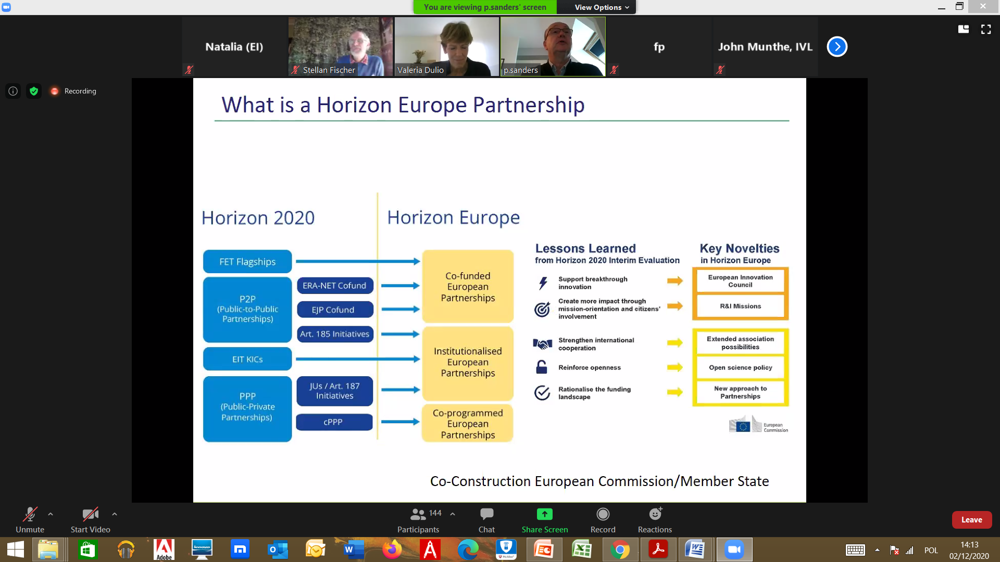 You are viewing p.sanders' screen
View Options
Natalia (EI)
Stellan Fischer
Valeria Dulio
p.sanders
fp
John Munthe, IVL
Recording
What is a Horizon Europe Partnership
Horizon 2020
Horizon Europe
FET Flagships
P2P
(Public-to-Public
Partnerships)
ERA-NET Cofund
EJP Cofund
Art. 185 Initiatives
EIT KICs
PPP
(Public-Private
Partnerships)
JUs / Art. 187
Initiatives
cPPP
Co-funded
European
Partnerships
Institutionalised
European
Partnerships
Co-programmed
European
Partnerships
Lessons Learned
from Horizon 2020 Interim Evaluation
Support breakthrough
innovation
Create more impact through
mission-orientation and citizens'
involvement
Strengthen international
cooperation
Reinforce openness
Rationalise the funding
landscape
Key Novelties
in Horizon Europe
European Innovation
Council
R&I Missions
Extended association
possibilities
Open science policy
New approach to
Partnerships
European
Commission
Co-Construction European Commission/Member State
Unmute
Start Video
144
Participants
Chat
Share Screen
Record
Reactions
Leave
Adobe
lenovo
McAfee
POL
14:13
02/12/2020